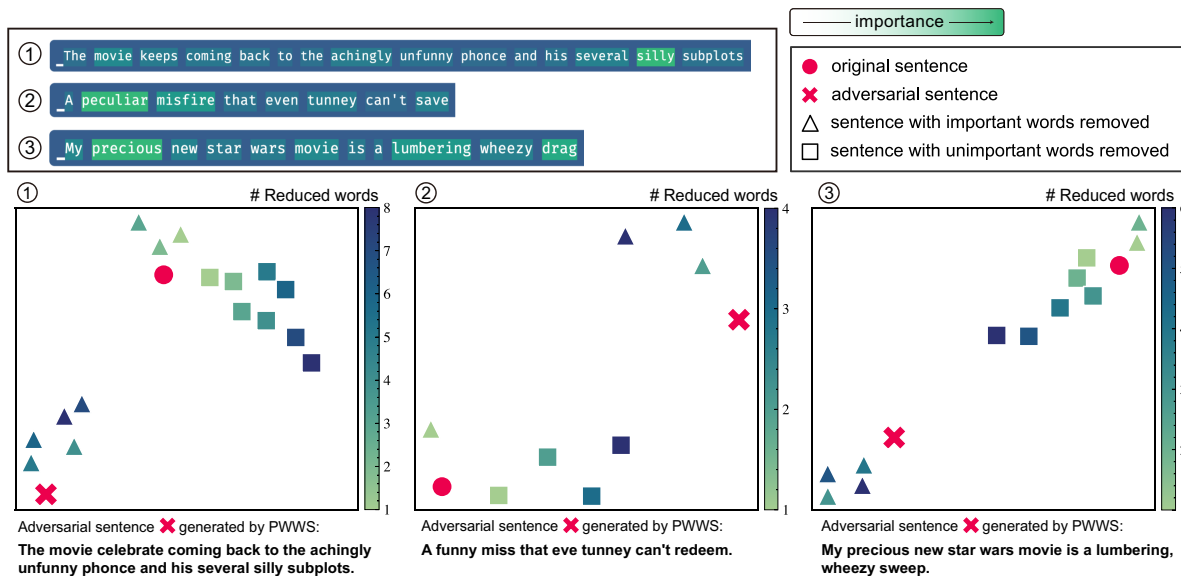 importance
① _The movie keeps coming back to the achingly unfunny phonce and his several silly subplots
② _A peculiar misfire that even tunney can't save
③ _My precious new star wars movie is a lumbering wheezy drag
original sentence
adversarial sentence
sentence with important words removed
sentence with unimportant words removed
① # Reduced words
8
7
6
5
4
3
2
1
② # Reduced words
4
3
2
1
③ # Reduced words
Adversarial sentence generated by PWWS:
The movie celebrate coming back to the achingly
unfunny phonce and his several silly subplots.
Adversarial sentence generated by PWWS:
A funny miss that eve tunney can't redeem.
Adversarial sentence generated by PWWS:
My precious new star wars movie is a lumbering,
wheezy sweep.